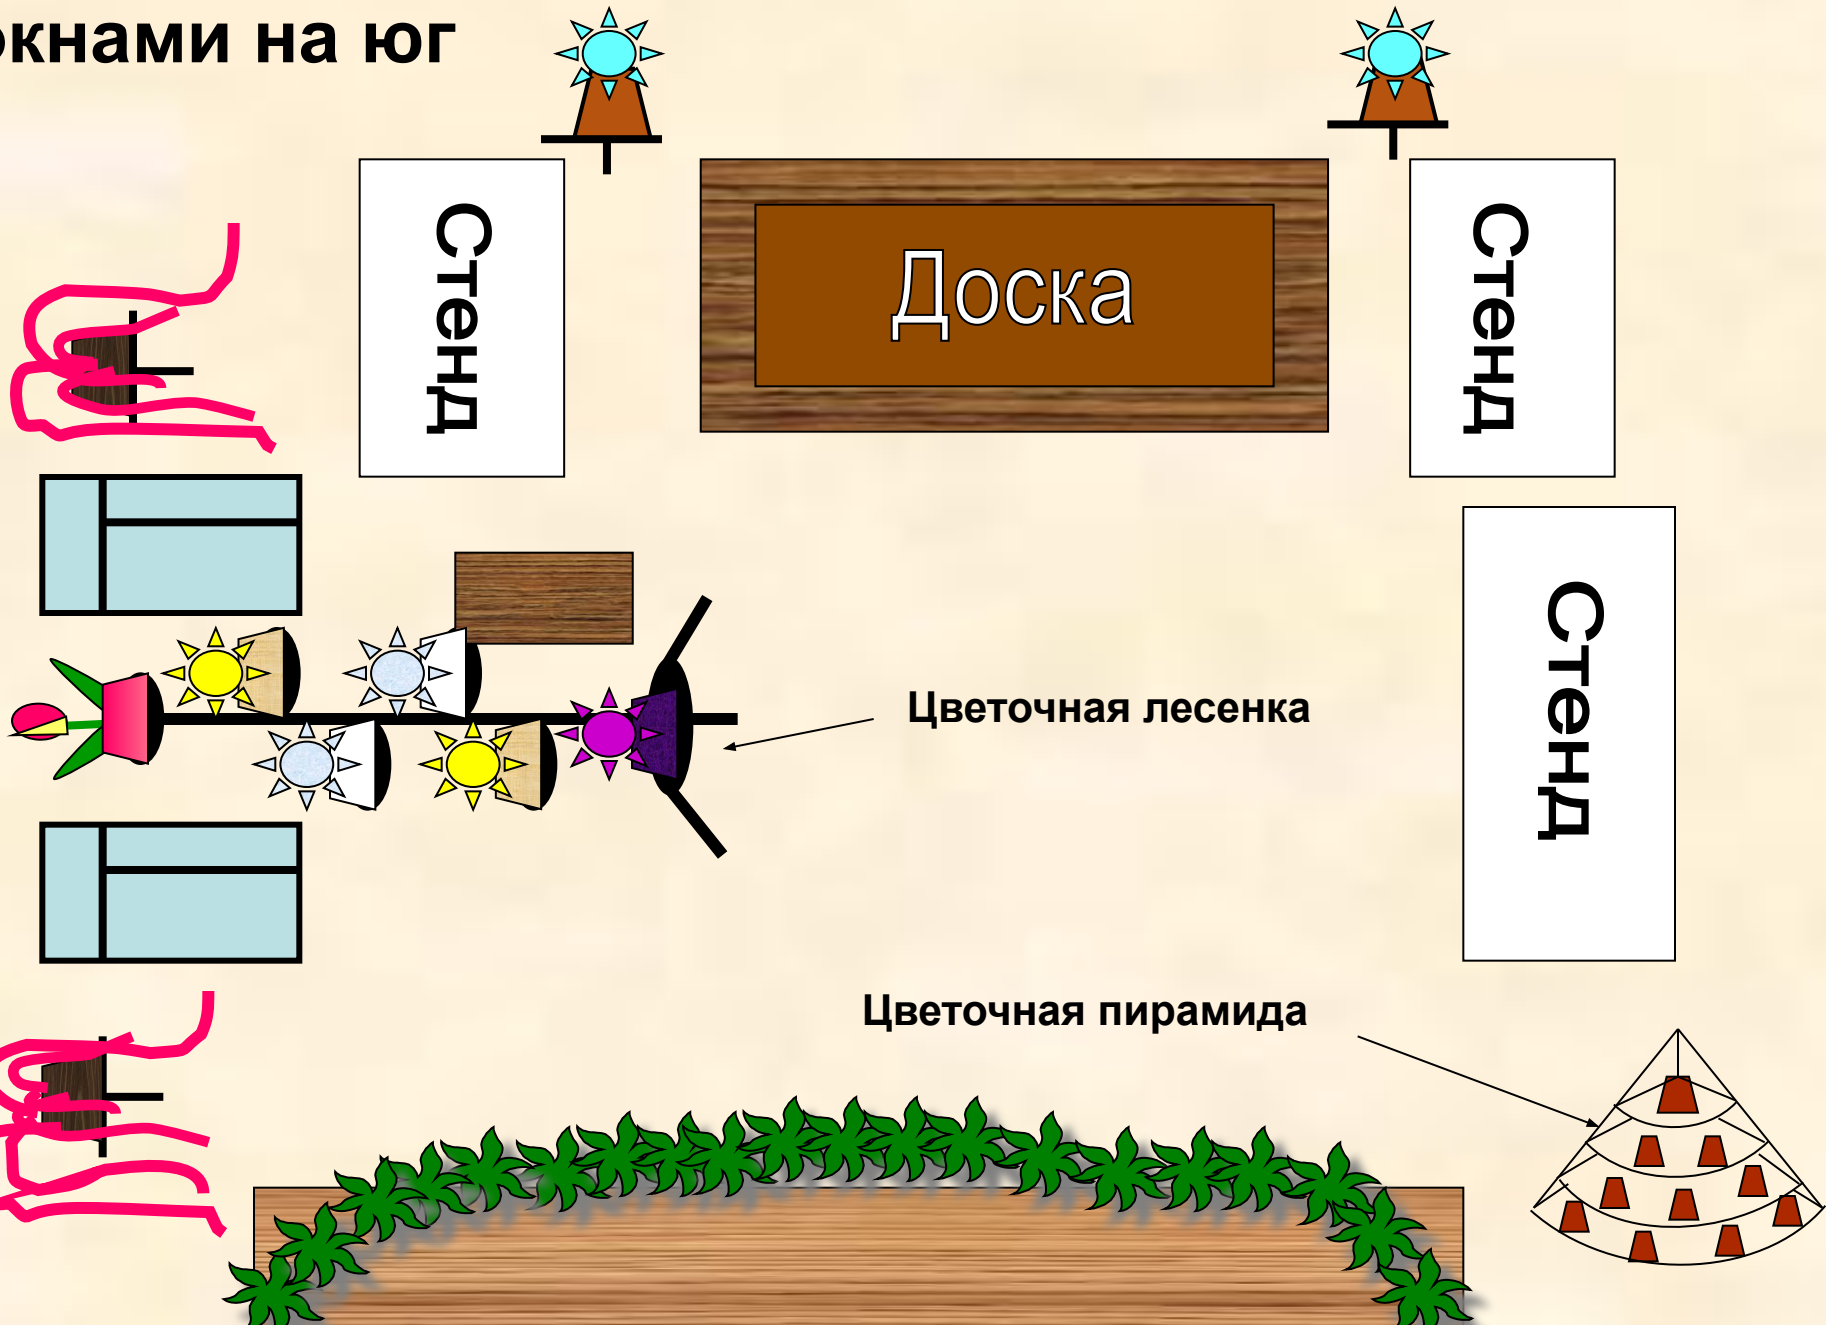 окнами на юг
Стенд
Доска
Стенд
Стенд
Цветочная лесенка
Цветочная пирамида